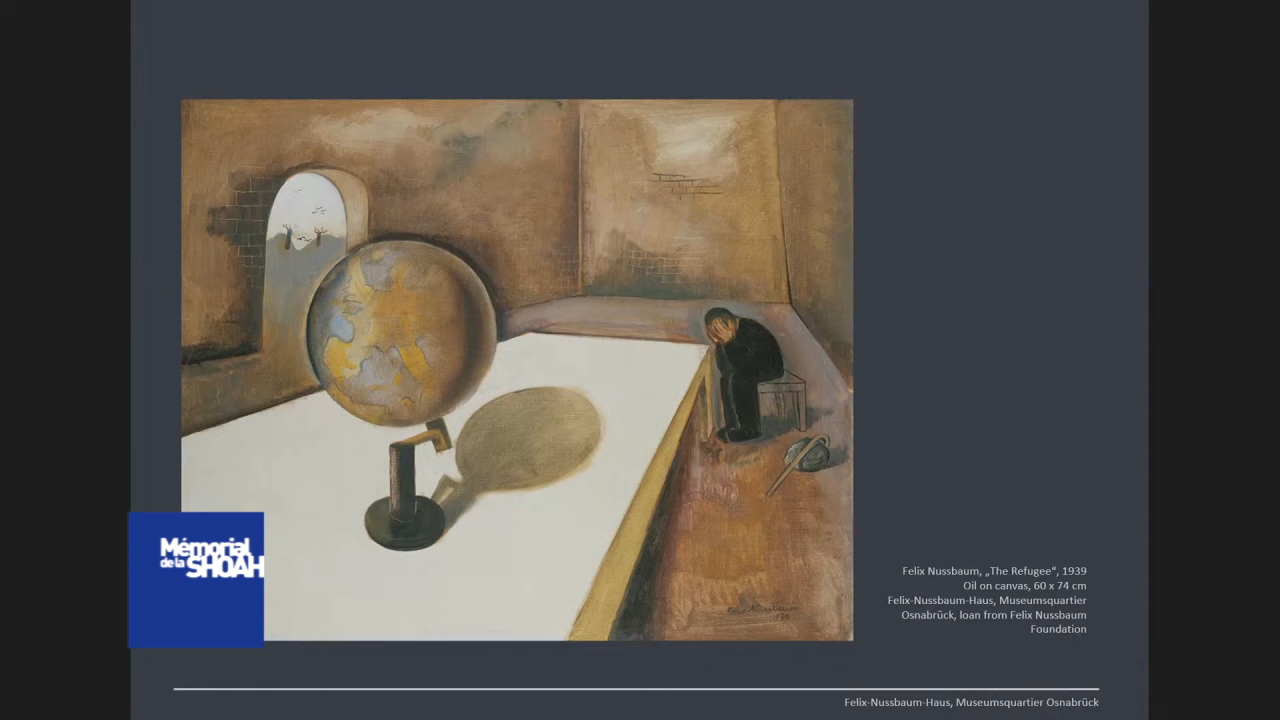 Mémorial
de la SHOAH
Felix Nussbaum, „The Refugee“, 1939
Oil on canvas, 60 x 74 cm
Felix-Nussbaum-Haus, Museumsquartier
Osnabrück, loan from Felix Nussbaum
Foundation
Felix-Nussbaum-Haus, Museumsquartier Osnabrück